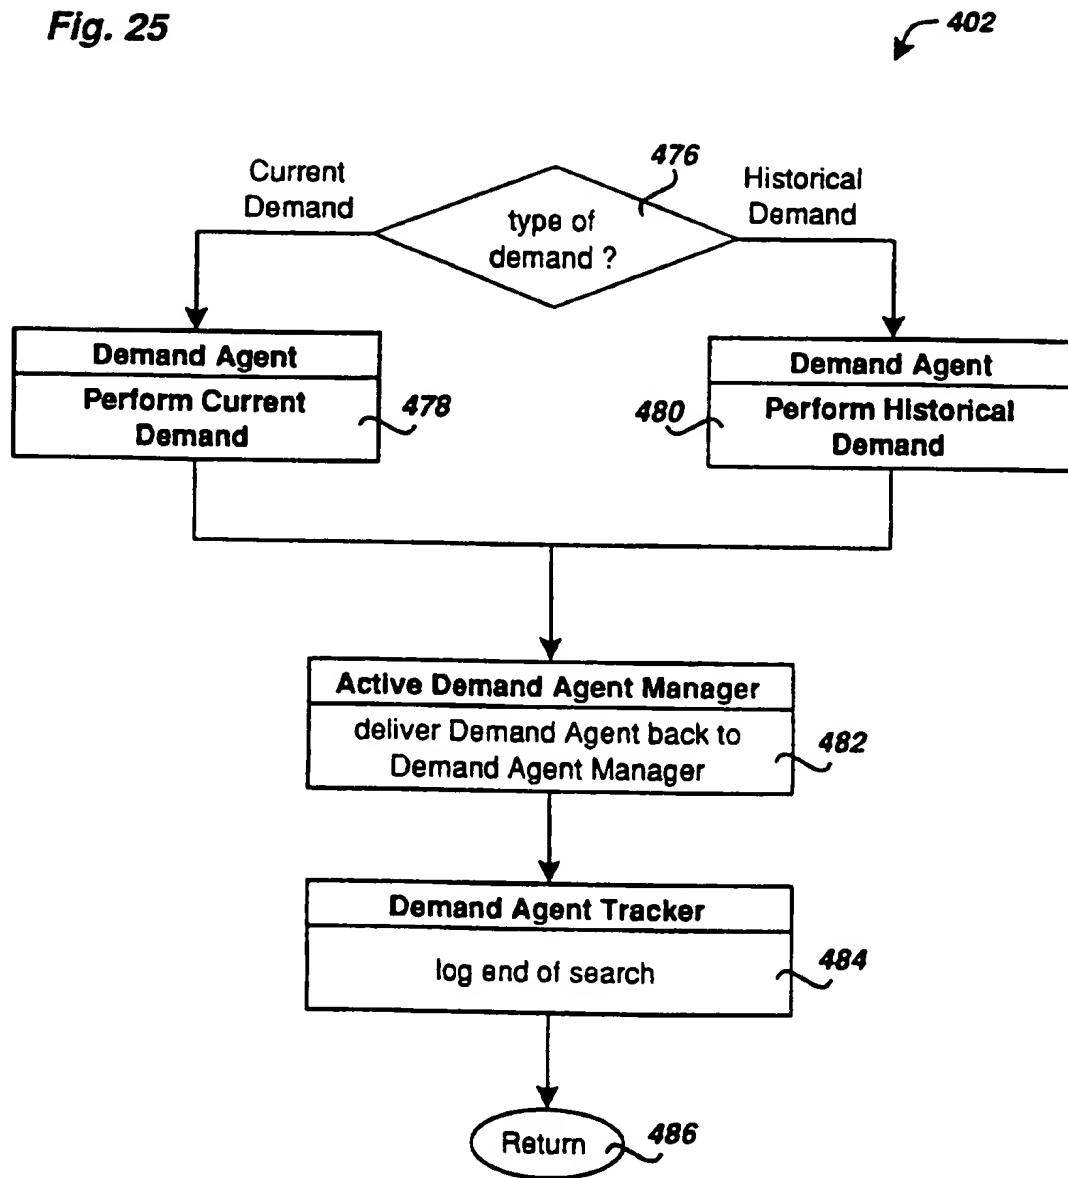 Fig. 25
402
476
Current
Demand
Historical
Demand
type of
demand ?
Demand Agent
Perform Current
Demand
478
Demand Agent
480
Perform Historical
Demand
Active Demand Agent Manager
deliver Demand Agent back to
Demand Agent Manager
482
Demand Agent Tracker
log end of search
484
Return
486